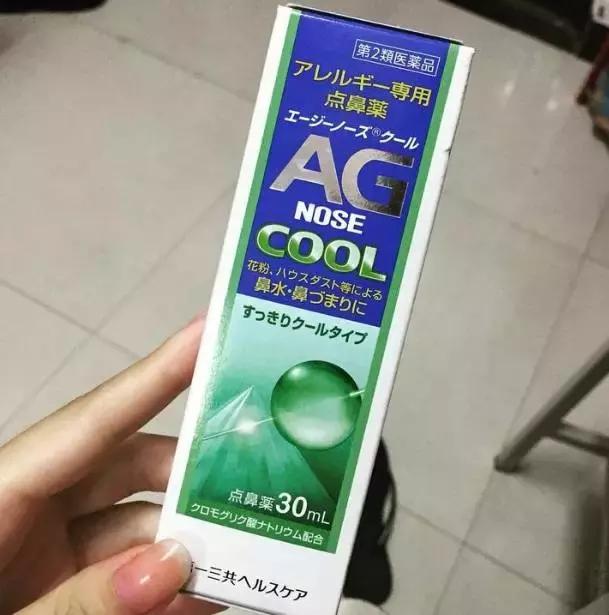 第2類医薬品
アレルギー専用
点鼻薬
エージーノーズ®クール
AG
NOSE
COOL
花粉、ハウスダスト等による
鼻水・鼻づまりに
すっきりクールタイプ
点鼻薬30mL
クロモグリク酸ナトリウム配合
一三共ヘルスケア